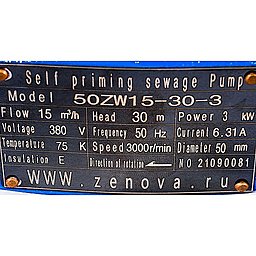 Self priming sewage Pump
Model 50ZW15-30-3
Flow 15 m³/h Head 30 m Power 3 kW
Voltage 380 V Frequency 50 Hz Current 6.31A
Temperature 75 K Speed 3000r/min Diameter 50 mm
Insulation E Direction of rotation ← NO 21090081
WWW.zenova.ru